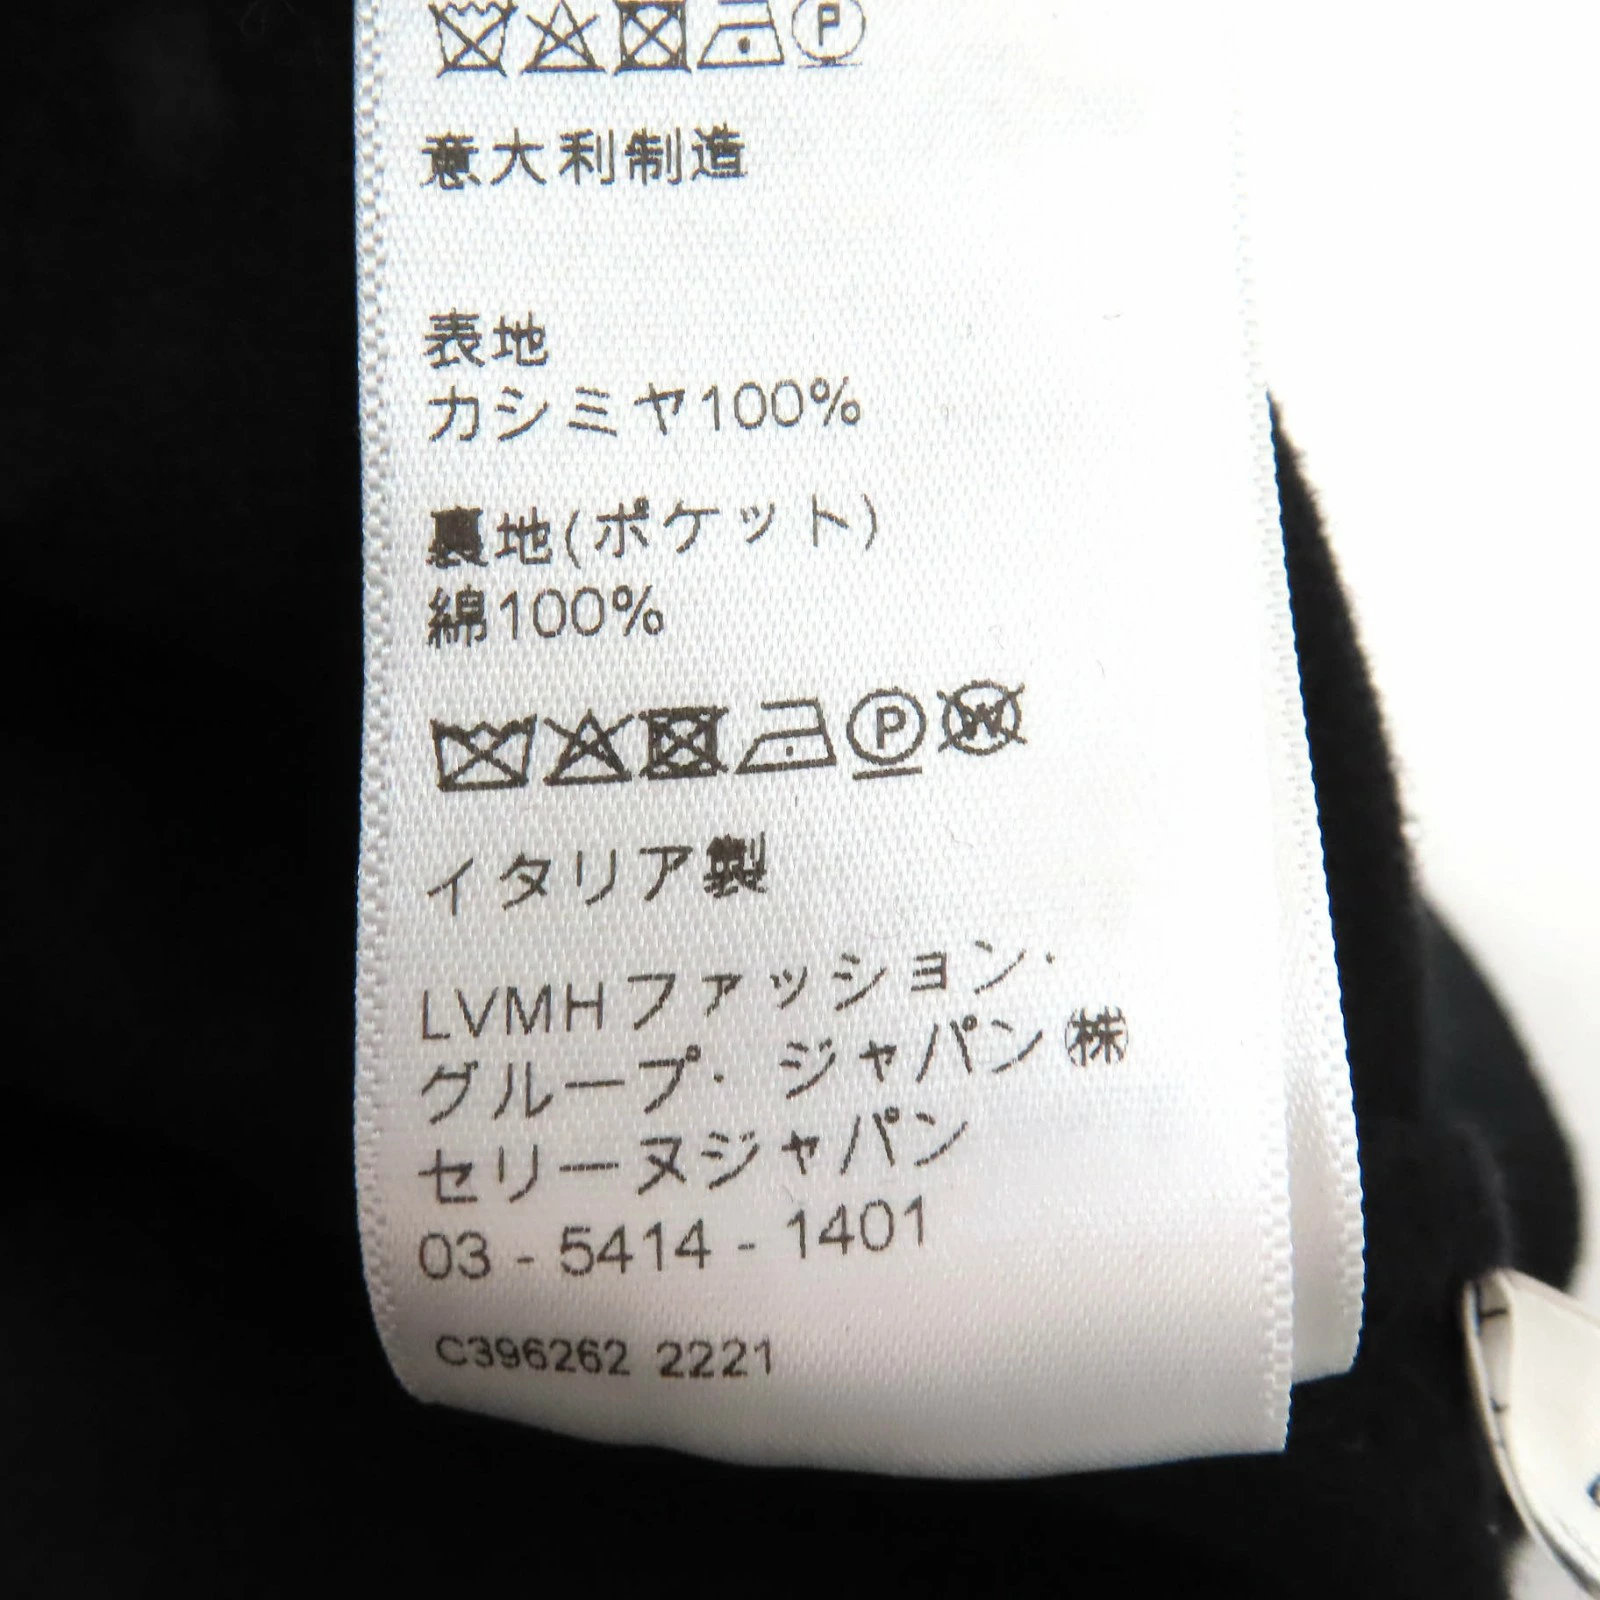 P
意大利制造
表地
カシミヤ100%
裏地(ポケット)
綿100%
P W
イタリア製
LVMHファッション・
グループ・ジャパン㈱
セリーヌジャパン
03 - 5414 - 1401
C396262 2221